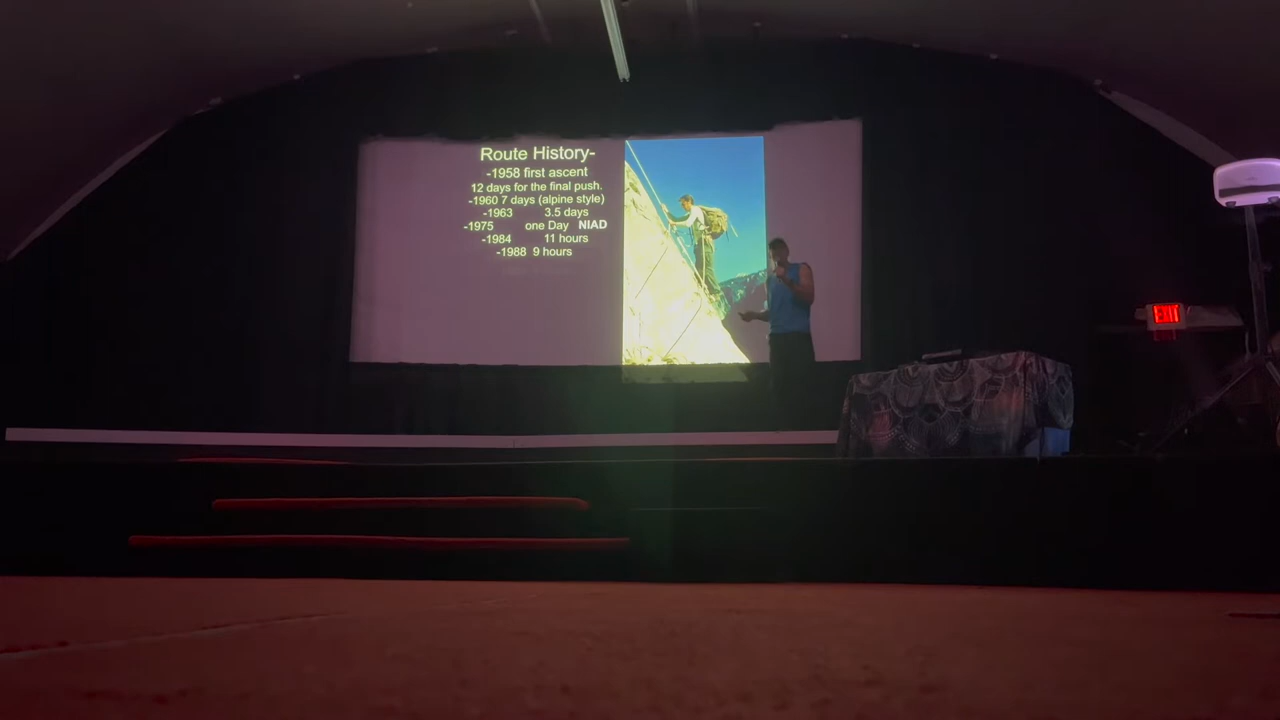 Route History-
-1958 first ascent
12 days for the final push.
-1960 7 days (alpine style)
-1963 3.5 days
-1975 one Day NIAD
-1984 11 hours
-1988 9 hours